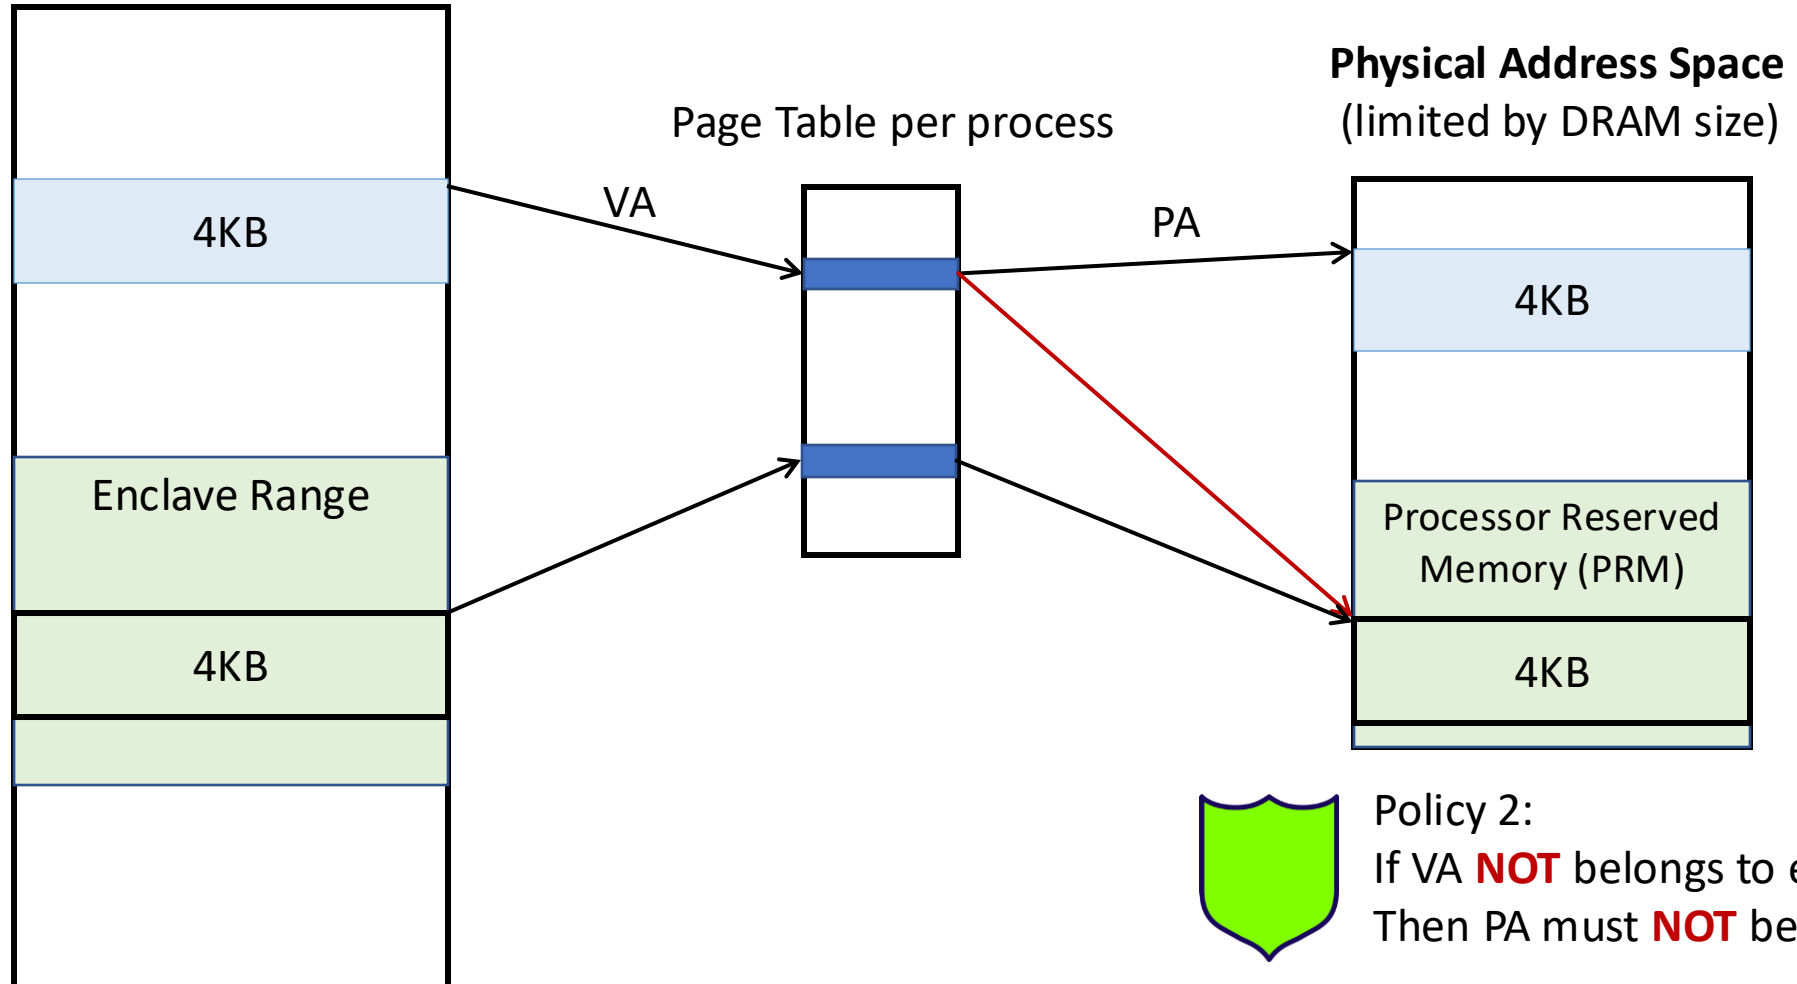 Physical Address Space
(limited by DRAM size)
Page Table per process
VA
PA
4KB
4KB
Enclave Range
Processor Reserved
Memory (PRM)
4KB
4KB
Policy 2:
If VA NOT belongs to
Then PA must NOT